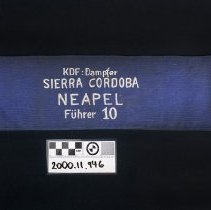 KDF: Dampfer
SIERRA CORDOBA
NEAPEL
Führer 10
2000.11.946